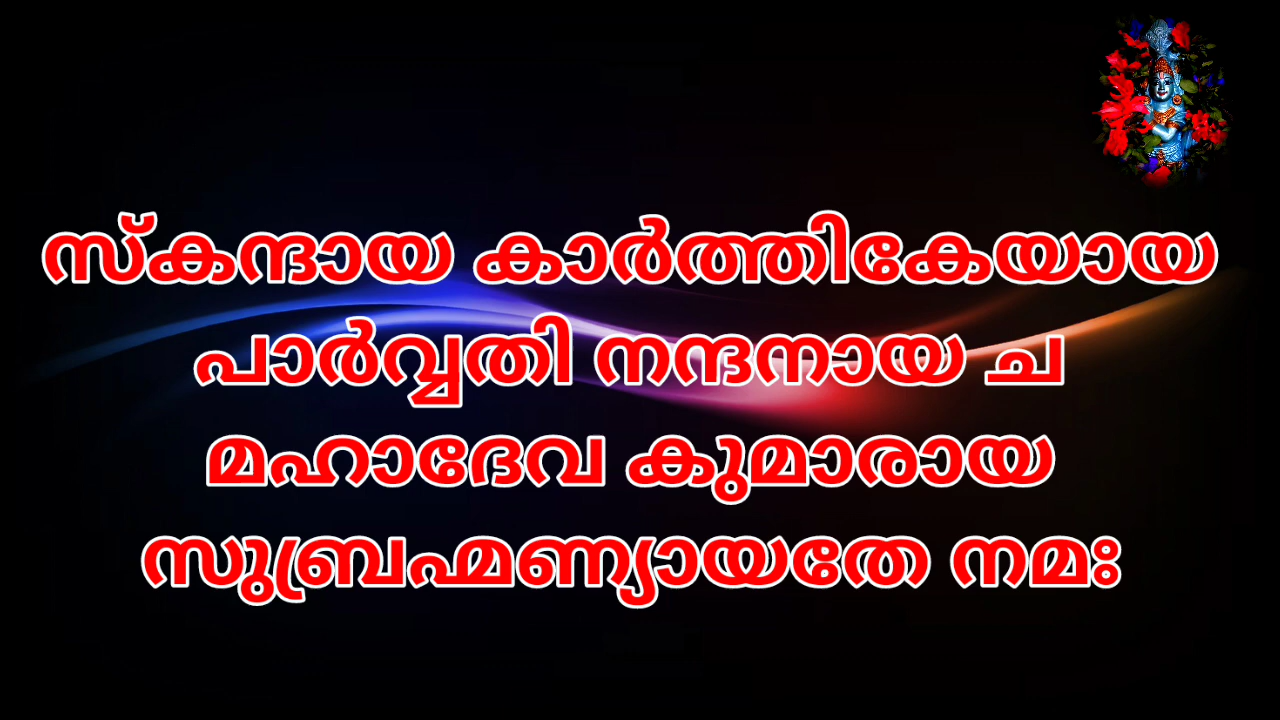 സ്കന്ദായ കാർത്തികേയായ
പാർവ്വതി നന്ദനായ ച
മഹാദേവ കുമാരായ
സുബ്രഹ്മണ്യായതേ നമഃ